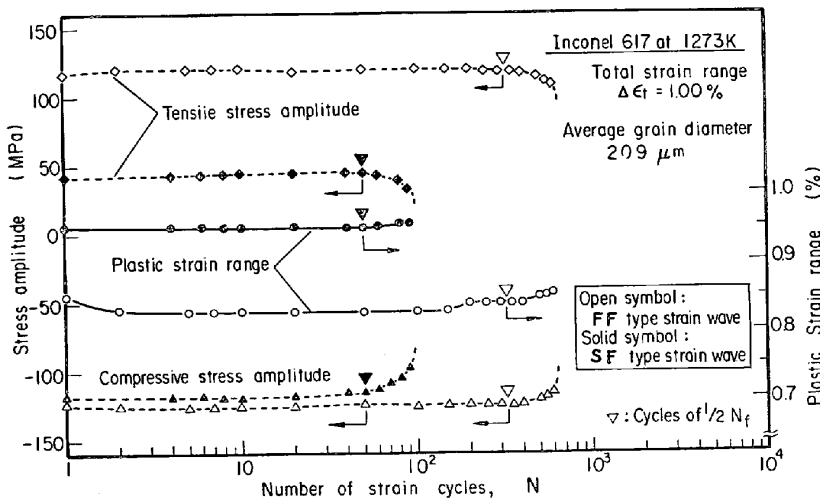 150
100
50
0
-50
-100
-150
Stress amplitude (MPa)
Inconel 617 at 1273K
Total strain range
Δεt = 1.00 %
Average grain diameter
209 μm
Tensile stress amplitude
Plastic strain range
Compressive stress amplitude
Open symbol :
FF type strain wave
Solid symbol :
SF type strain wave
▽ : Cycles of 1/2 Nf
1.0
0.9
0.8
0.7
Plastic Strain range (%)
1 10 10² 10³ 10⁴
Number of strain cycles, N